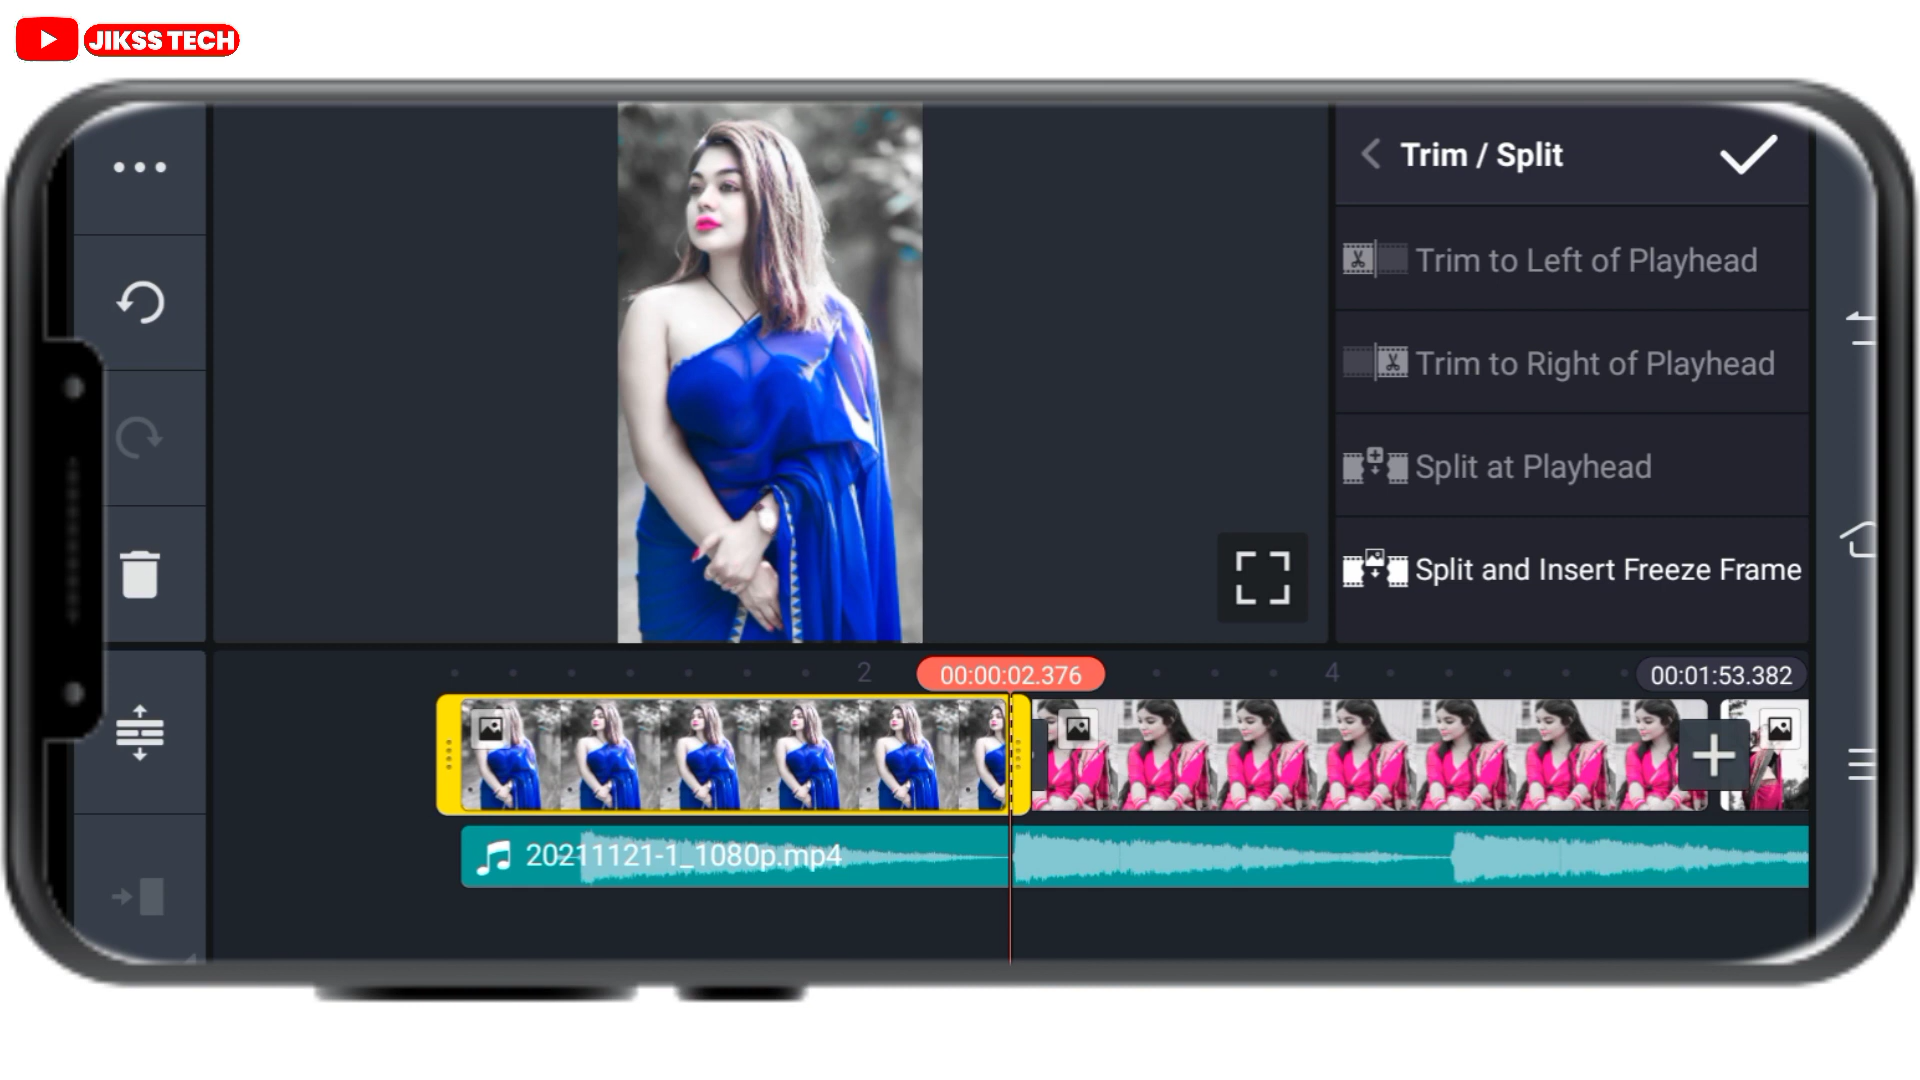 JIKSS TECH
Trim / Split
Trim to Left of Playhead
Trim to Right of Playhead
Split at Playhead
Split and Insert Freeze Frame
2
00:00:02.376
4
00:01:53.382
20211121-1_1080p.mp4